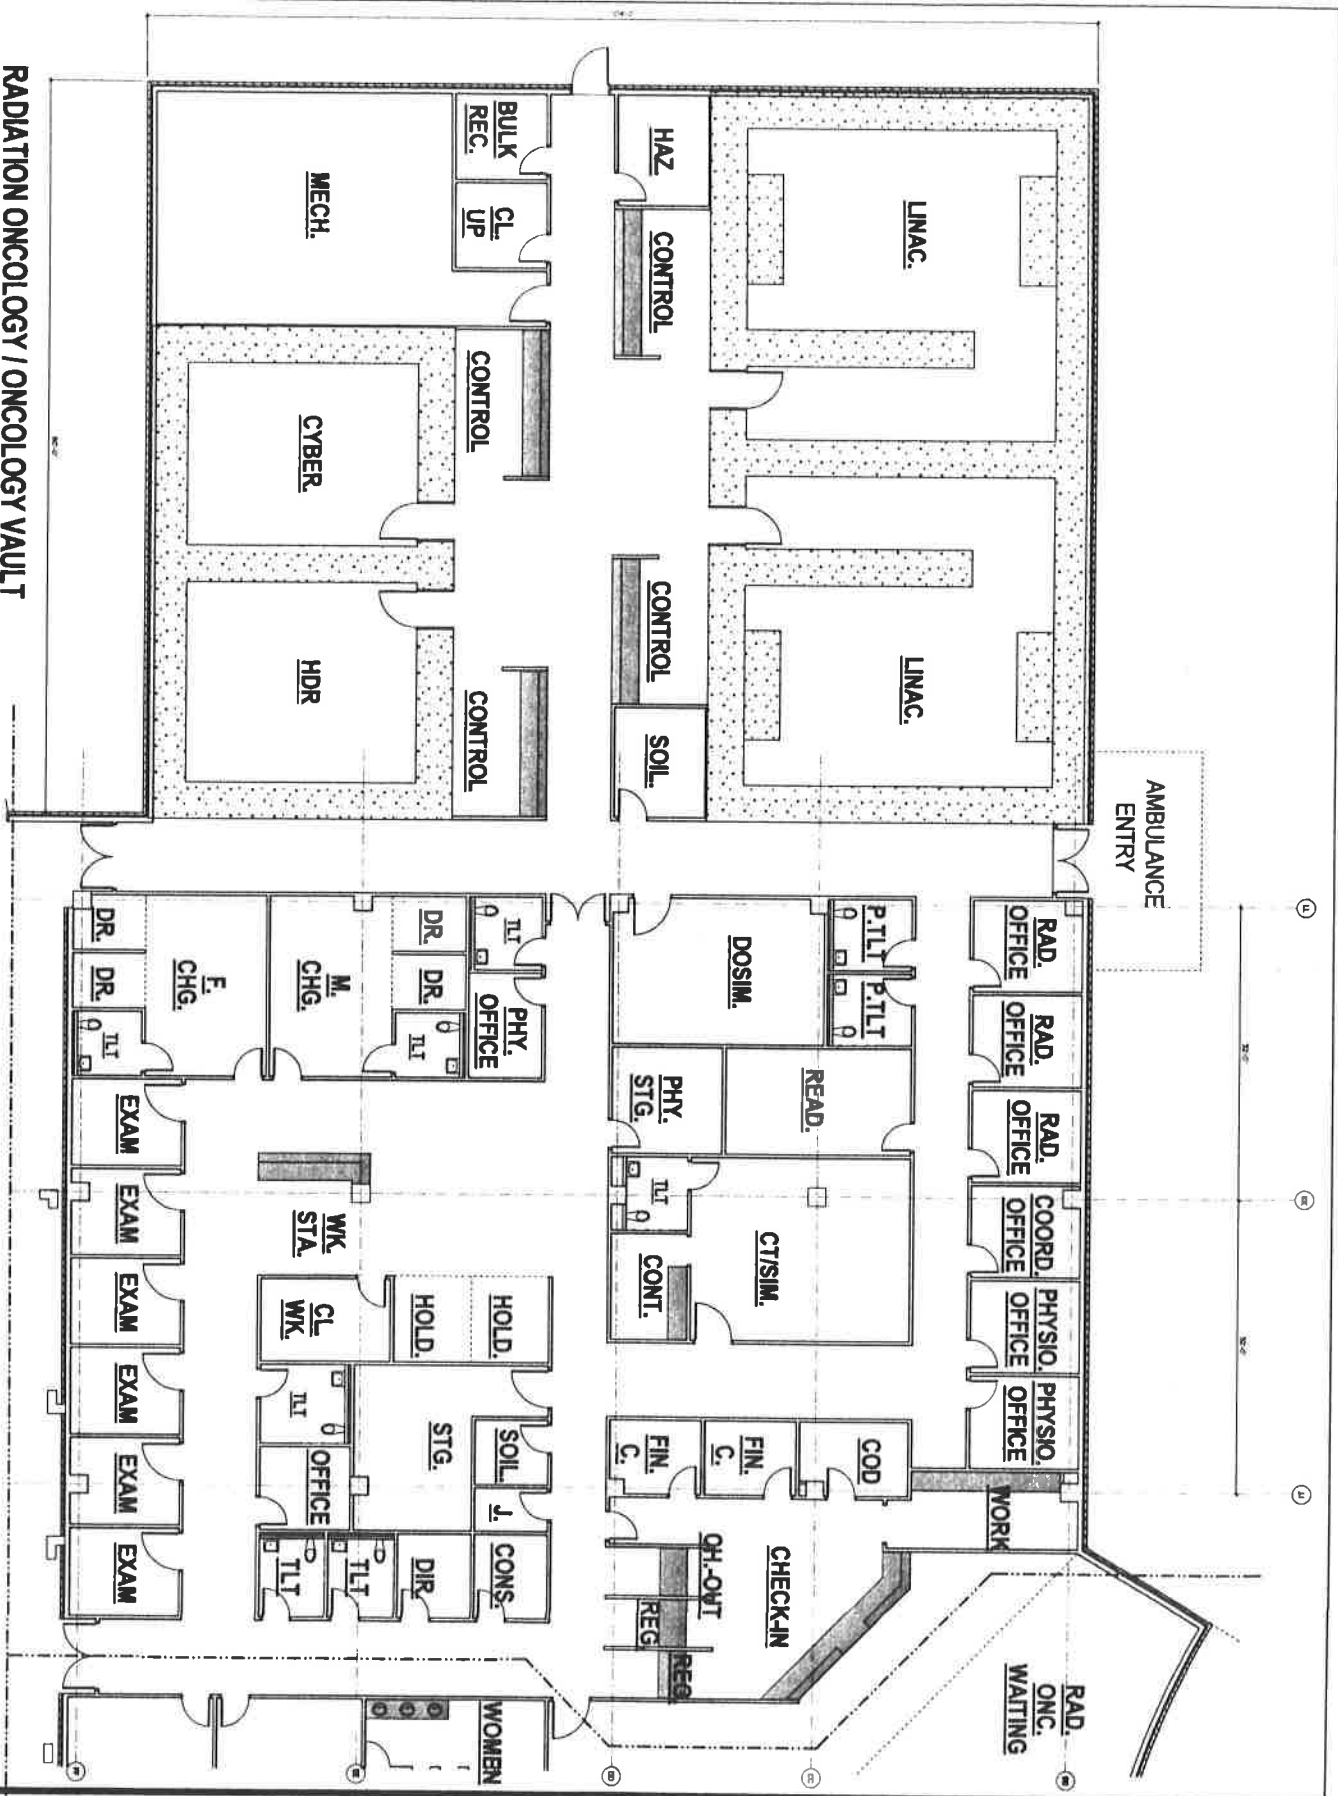 AMBULANCE
ENTRY
RAD.
OFFICE
RAD.
OFFICE
RAD.
OFFICE
COORD.
OFFICE
PHYSIO.
OFFICE
PHYSIO.
OFFICE
WORK
RAD.
ONC.
WAITING
LINAC.
LINAC.
P.TLT
P.TLT
COD
READ.
CT/SIM.
CHECK-IN
DOSIM.
FIN.
C.
OH.-OUT
HAZ
CONTROL
CONTROL
SOIL.
PHY.
STG.
TLT
CONT.
FIN.
C.
REG
REG
BULK
REC.
CL.
UP
CONTROL
CONTROL
TLT
PHY.
OFFICE
HOLD.
SOIL.
J.
CONS.
WOMEN
DR.
DR.
TLT
HOLD.
STG.
DIR.
MECH.
CYBER.
HDR
M.
CHG.
WK.
STA.
CL.
WK.
TLT
OFFICE
TLT
TLT
F.
CHG.
DR.
DR.
TLT
EXAM
EXAM
EXAM
EXAM
EXAM
EXAM
RADIATION ONCOLOGY / ONCOLOGY VAULT